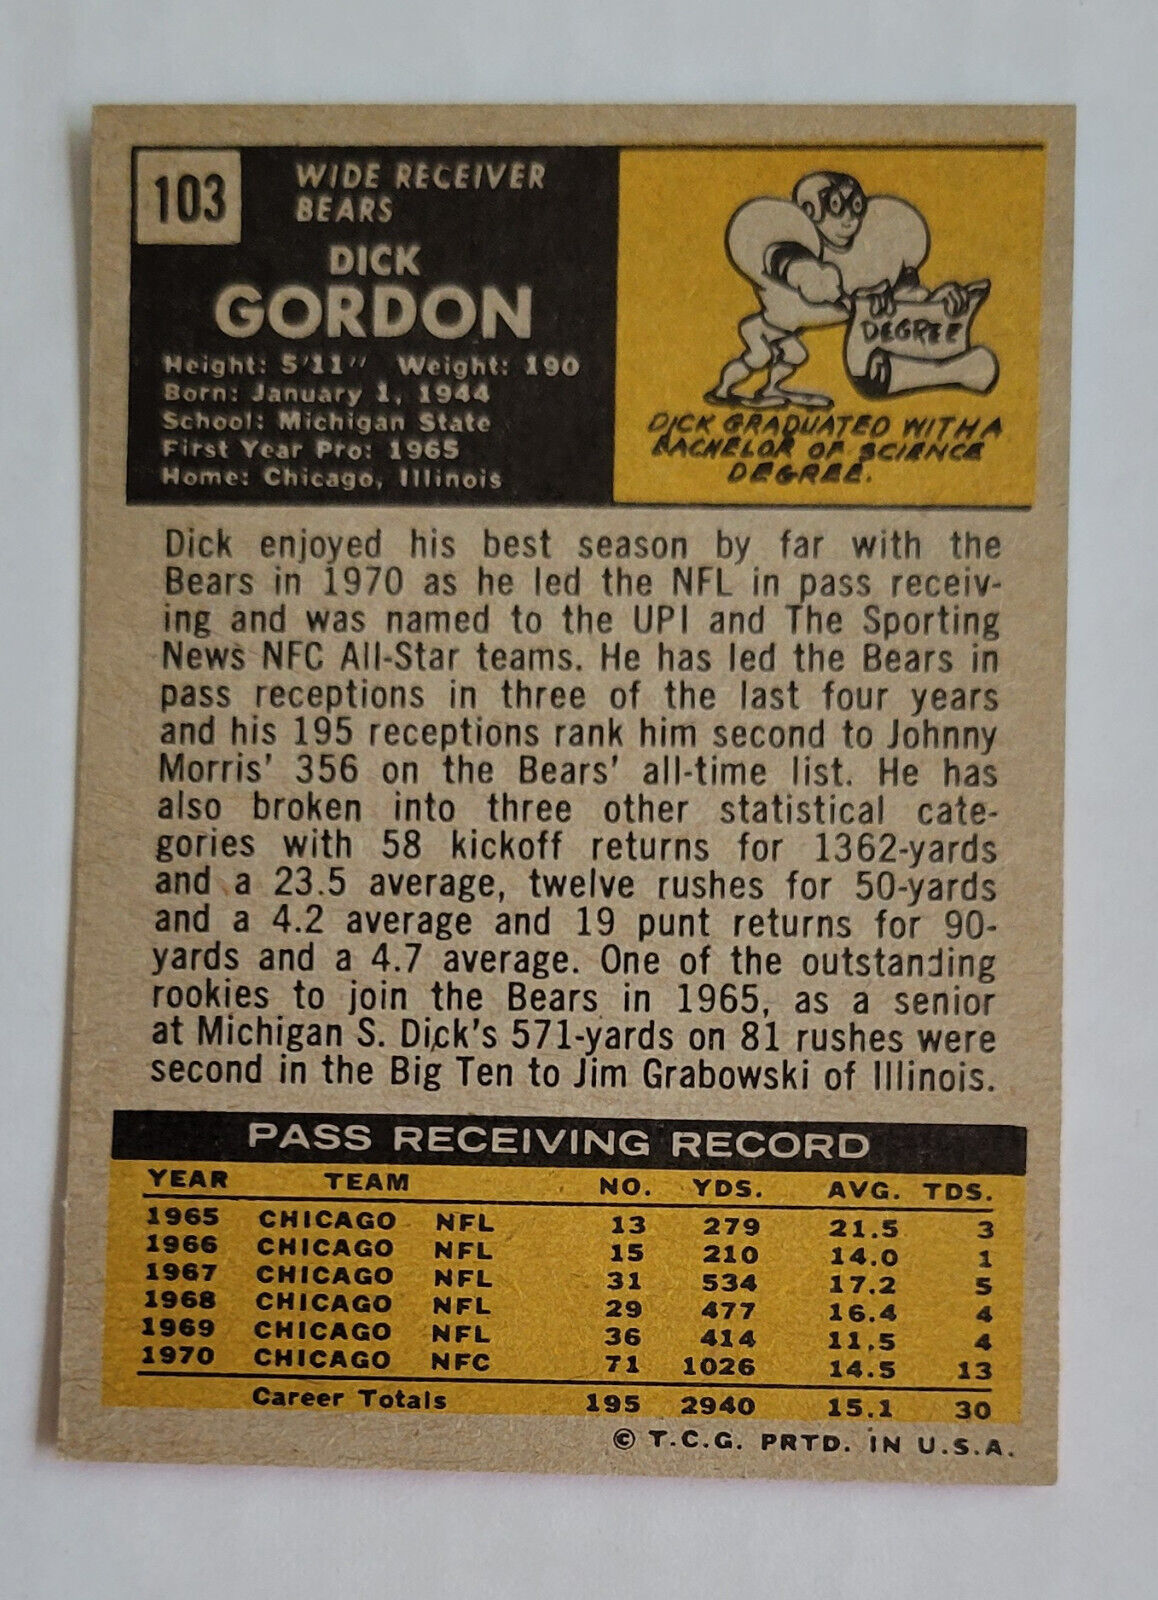 103
WIDE RECEIVER
BEARS
DICK
GORDON
Height: 5'11" Weight: 190
Born: January 1, 1944
School: Michigan State
First Year Pro: 1965
Home: Chicago, Illinois
DEGREE
DICK GRADUATED WITH A
BACHELOR OF SCIENCE
DEGREE.
Dick enjoyed his best season by far with the
Bears in 1970 as he led the NFL in pass receiv-
ing and was named to the UPI and The Sporting
News NFC All-Star teams. He has led the Bears in
pass receptions in three of the last four years
and his 195 receptions rank him second to Johnny
Morris' 356 on the Bears' all-time list. He has
also broken into three other statistical cate-
gories with 58 kickoff returns for 1362-yards
and a 23.5 average, twelve rushes for 50-yards
and a 4.2 average and 19 punt returns for 90-
yards and a 4.7 average. One of the outstanding
rookies to join the Bears in 1965, as a senior
at Michigan S. Dick's 571-yards on 81 rushes were
second in the Big Ten to Jim Grabowski of Illinois.
PASS RECEIVING RECORD
YEAR TEAM NO. YDS. AVG. TDS.
1965 CHICAGO NFL 13 279 21.5 3
1966 CHICAGO NFL 15 210 14.0 1
1967 CHICAGO NFL 31 534 17.2 5
1968 CHICAGO NFL 29 477 16.4 4
1969 CHICAGO NFL 36 414 11.5 4
1970 CHICAGO NFC 71 1026 14.5 13
Career Totals 195 2940 15.1 30
© T.C.G. PRTD. IN U.S.A.